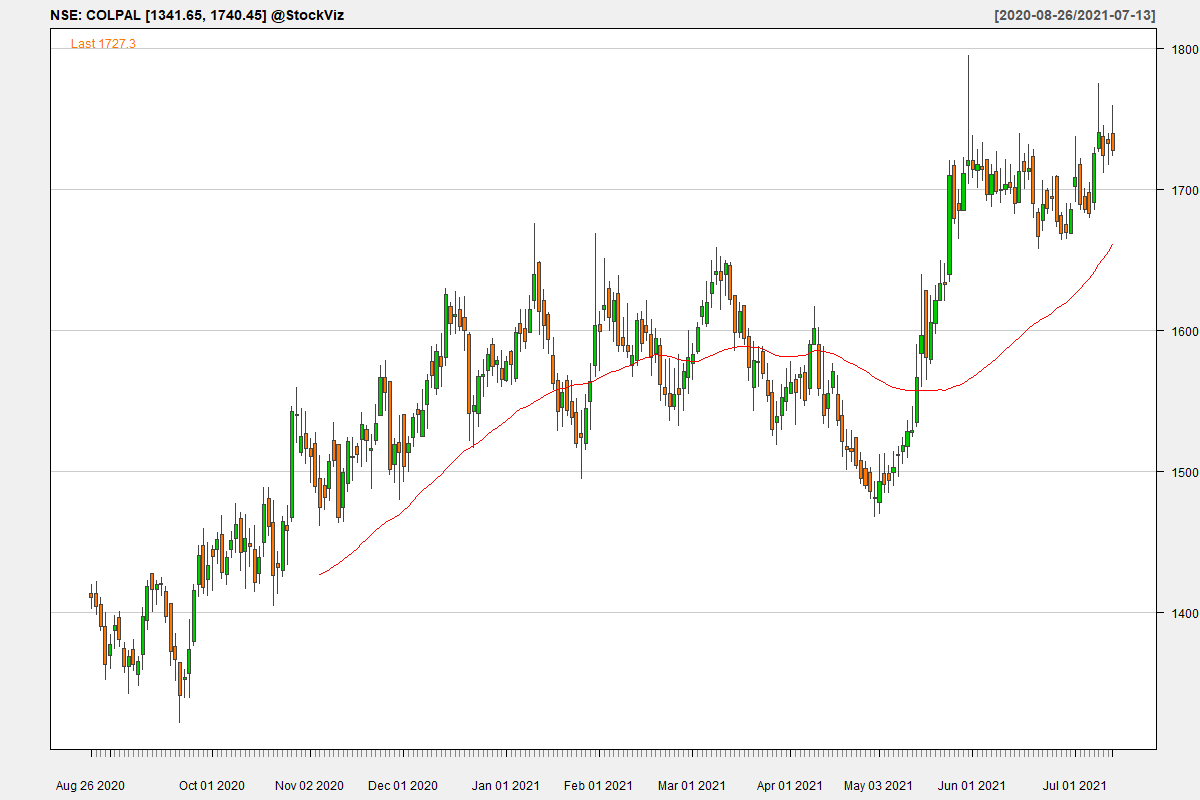 NSE: COLPAL [1341.65, 1740.45] @StockViz [2020-08-26/2021-07-13]
Last 1727.3
1800
1700
1600
1500
1400
Aug 26 2020 Oct 01 2020 Nov 02 2020 Dec 01 2020 Jan 01 2021 Feb 01 2021 Mar 01 2021 Apr 01 2021 May 03 2021 Jun 01 2021 Jul 01 2021